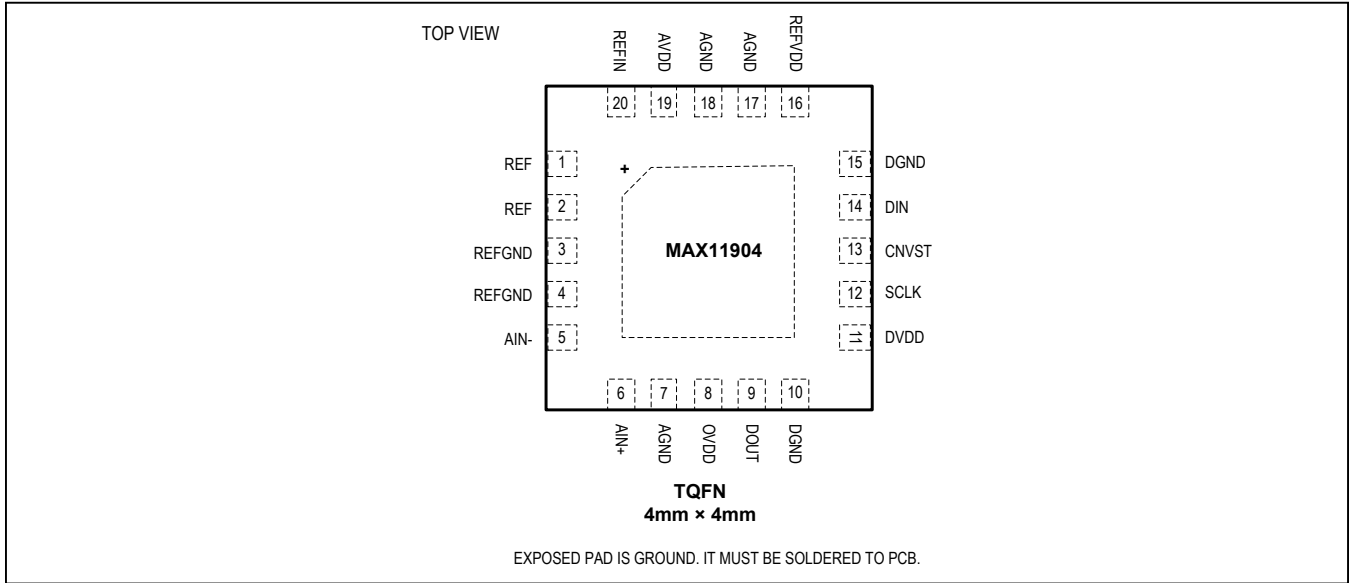 TOP VIEW
REFIN
AVDD
AGND
AGND
REFVDD
20 19 18 17 16
REF 1
REF 2
REFGND 3
REFGND 4
AIN- 5
+
MAX11904
15 DGND
14 DIN
13 CNVST
12 SCLK
11 DVDD
6 7 8 9 10
AIN+
AGND
OVDD
DOUT
DGND
TQFN
4mm × 4mm
EXPOSED PAD IS GROUND. IT MUST BE SOLDERED TO PCB.